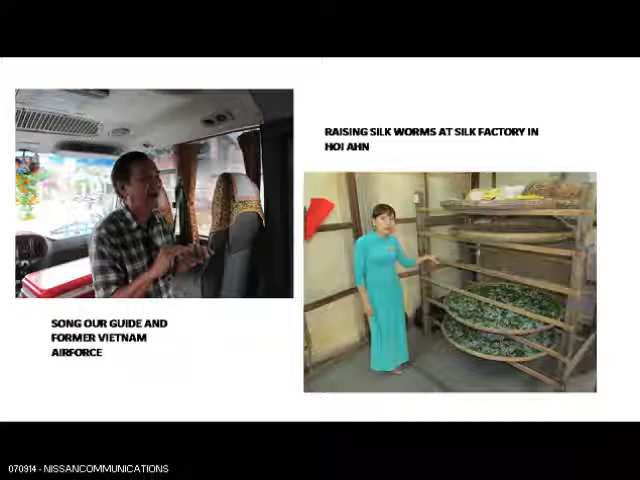 RAISING SILK WORMS AT SILK FACTORY IN
HOI AHN
SONG OUR GUIDE AND
FORMER VIETNAM
AIRFORCE
070914 - NISSANCOMMUNICATIONS